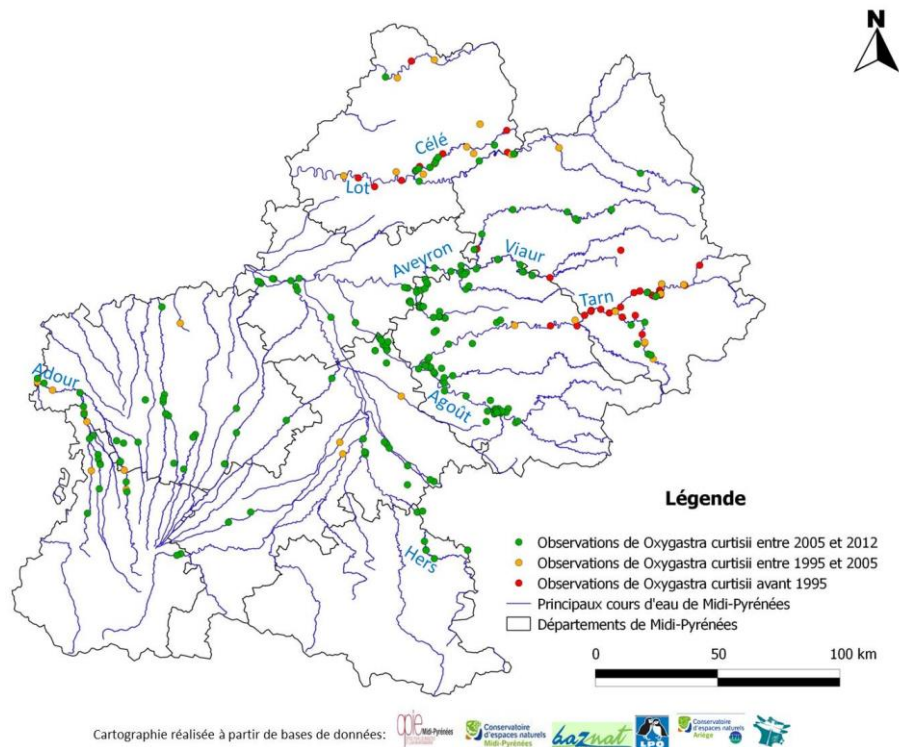 N
Célé
Lot
Aveyron
Viaur
Tarn
Adour
Agoût
Hers
Légende
Observations de Oxygastra curtisii entre 2005 et 2012
Observations de Oxygastra curtisii entre 1995 et 2005
Observations de Oxygastra curtisii avant 1995
Principaux cours d'eau de Midi-Pyrénées
Départements de Midi-Pyrénées
0 50 100 km
Cartographie réalisée à partir de bases de données:
opie Midi-Pyrénées
Conservatoire d'espaces naturels Midi-Pyrénées
baznat
LPO
Conservatoire d'espaces naturels Ariège